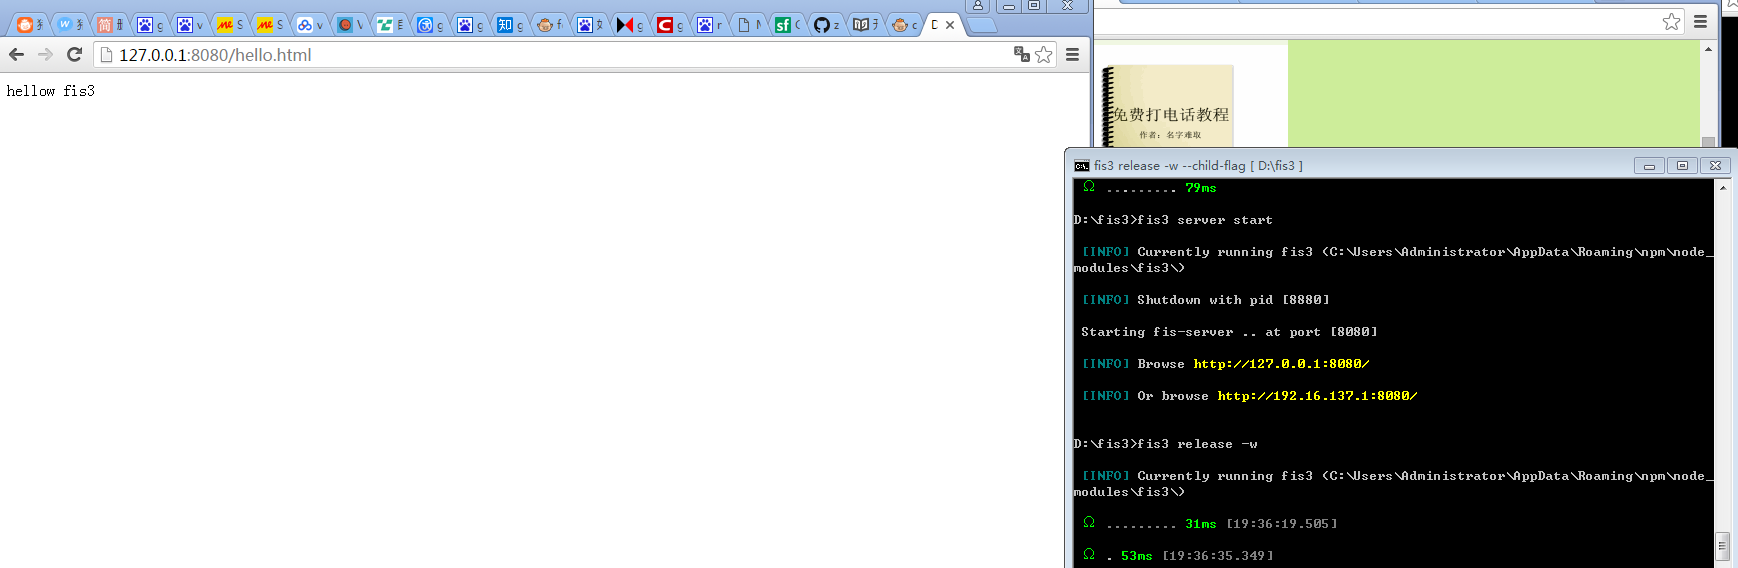 127.0.0.1:8080/hello.html
hellow fis3
免费打电话教程
作者：名字难取
fis3 release -w --child-flag [ D:\fis3 ]
Ω ......... 79ms
D:\fis3>fis3 server start
[INFO] Currently running fis3 (C:\Users\Administrator\AppData\Roaming\npm\node_
modules\fis3\)
[INFO] Shutdown with pid [8880]
Starting fis-server .. at port [8080]
[INFO] Browse http://127.0.0.1:8080/
[INFO] Or browse http://192.16.137.1:8080/
D:\fis3>fis3 release -w
[INFO] Currently running fis3 (C:\Users\Administrator\AppData\Roaming\npm\node_
modules\fis3\)
Ω ......... 31ms [19:36:19.505]
Ω . 53ms [19:36:35.349]